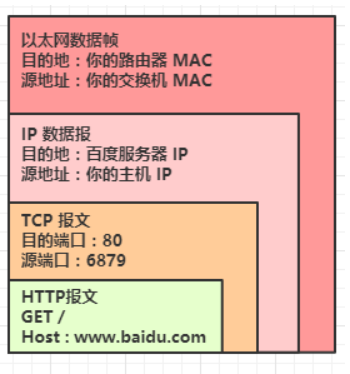 以太网数据帧
目的地：你的路由器 MAC
源地址：你的交换机 MAC
IP 数据报
目的地：百度服务器 IP
源地址：你的主机 IP
TCP 报文
目的端口：80
源端口：6879
HTTP报文
GET /
Host : www.baidu.com